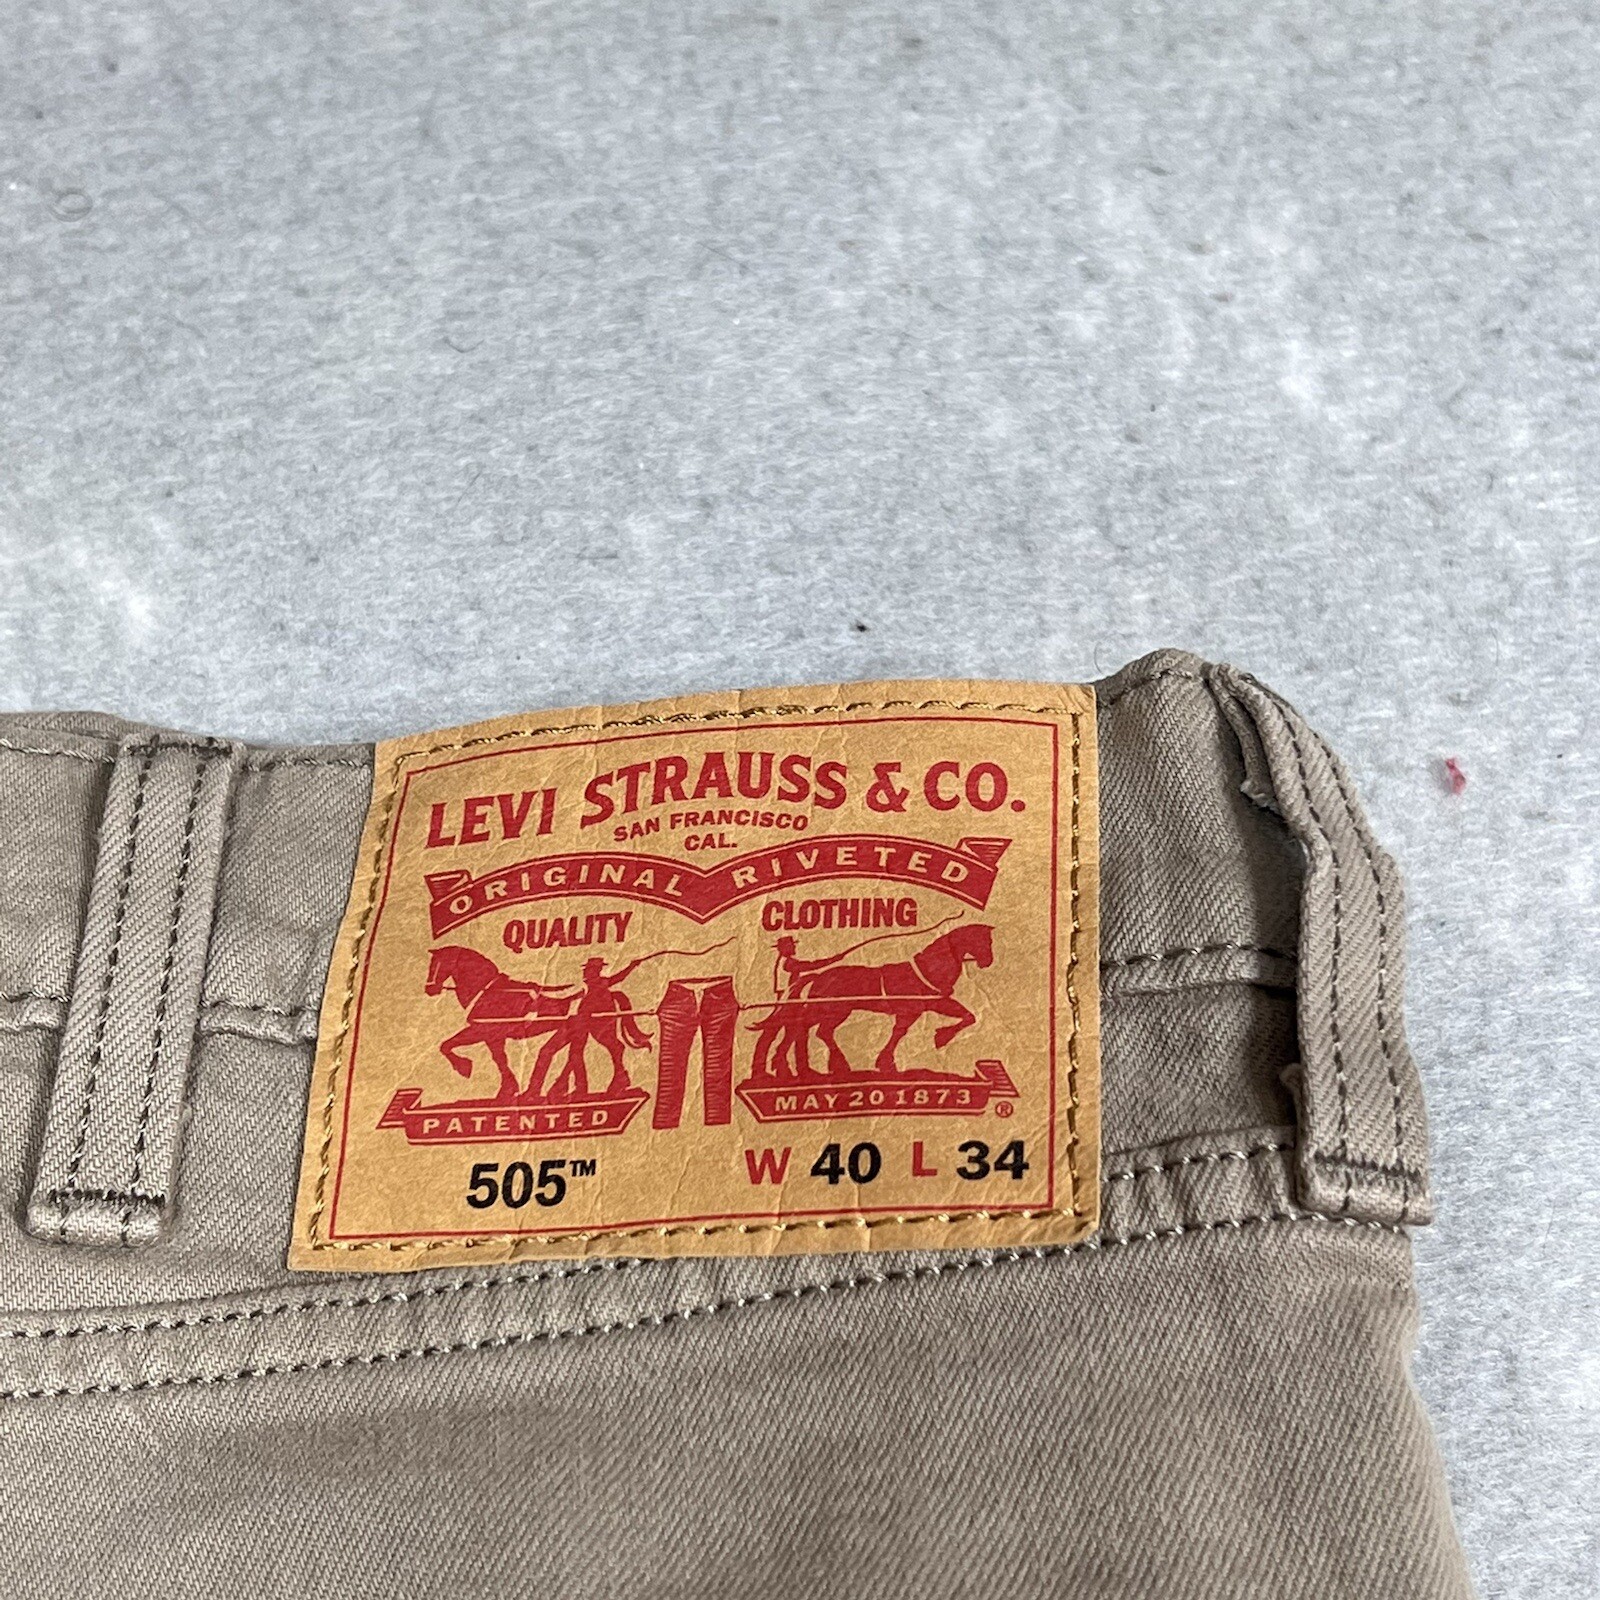 LEVI STRAUSS & CO.
SAN FRANCISCO
CAL.
ORIGINAL RIVETED
QUALITY CLOTHING
PATENTED MAY 20 1873 ®
505™ W 40 L 34